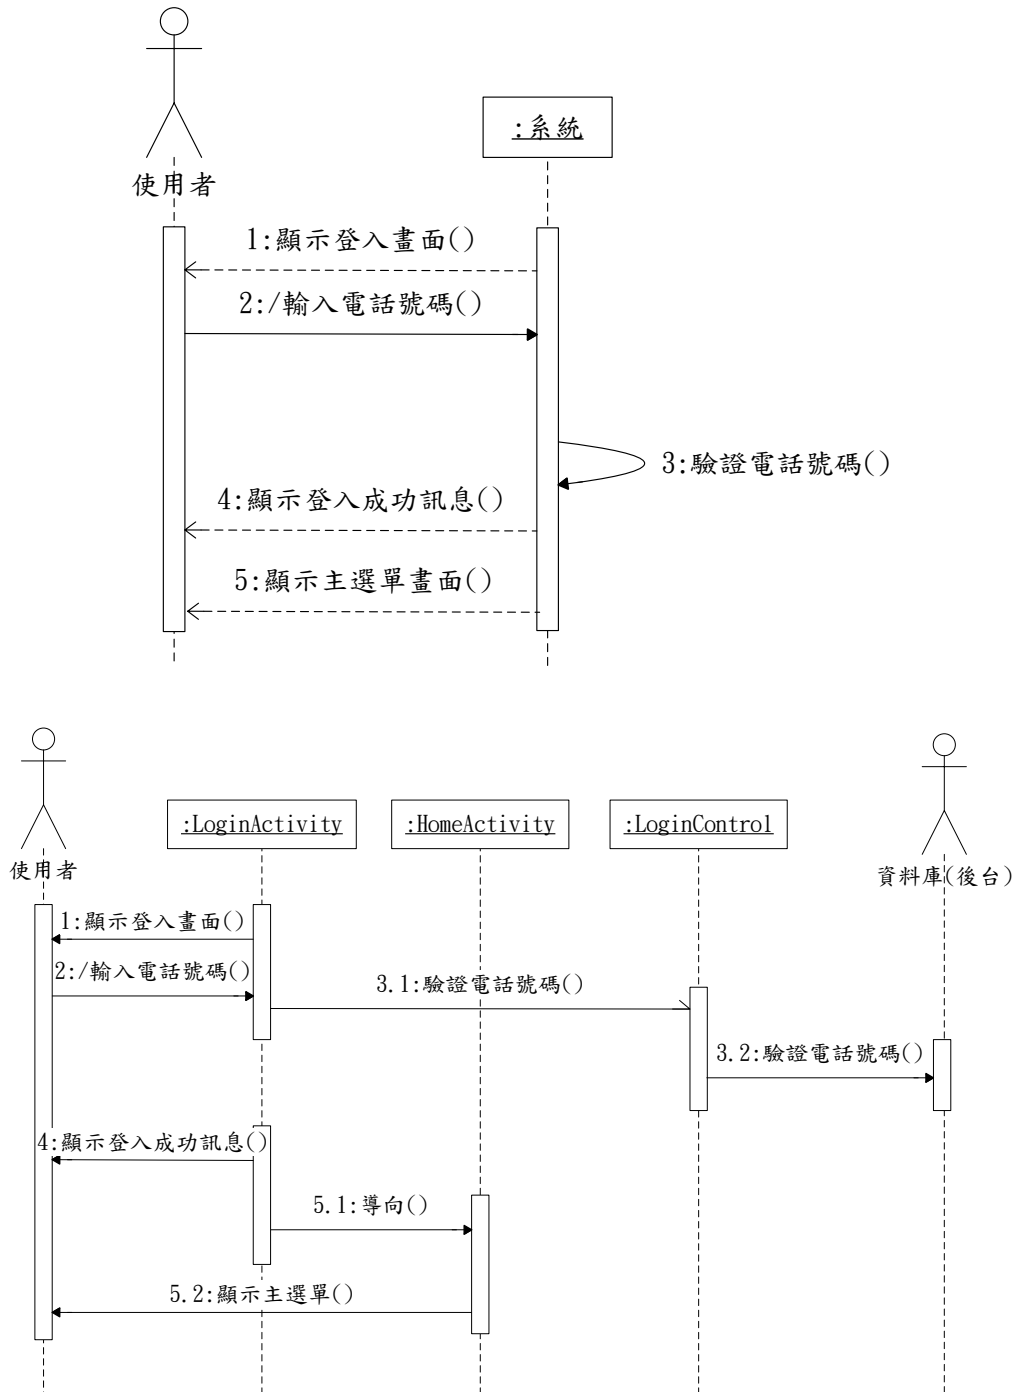 :系統
使用者
1:顯示登入畫面()
2:/輸入電話號碼()
3:驗證電話號碼()
4:顯示登入成功訊息()
5:顯示主選單畫面()
:LoginActivity
:HomeActivity
:LoginControl
使用者
資料庫(後台)
1:顯示登入畫面()
2:/輸入電話號碼()
3.1:驗證電話號碼()
3.2:驗證電話號碼()
4:顯示登入成功訊息()
5.1:導向()
5.2:顯示主選單()